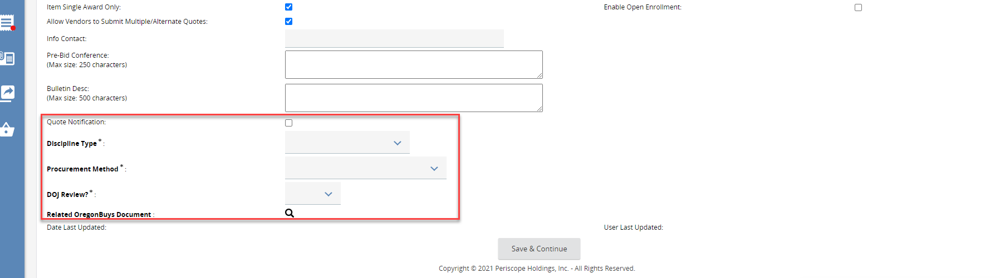 Item Single Award Only:
Enable Open Enrollment:
Allow Vendors to Submit Multiple/Alternate Quotes:
Info Contact:
Pre-Bid Conference:
(Max size: 250 characters)
Bulletin Desc:
(Max size: 500 characters)
Quote Notification:
Discipline Type * :
Procurement Method * :
DOJ Review? * :
Related OregonBuys Document :
Date Last Updated:
User Last Updated:
Save & Continue
Copyright © 2021 Periscope Holdings, Inc. - All Rights Reserved.